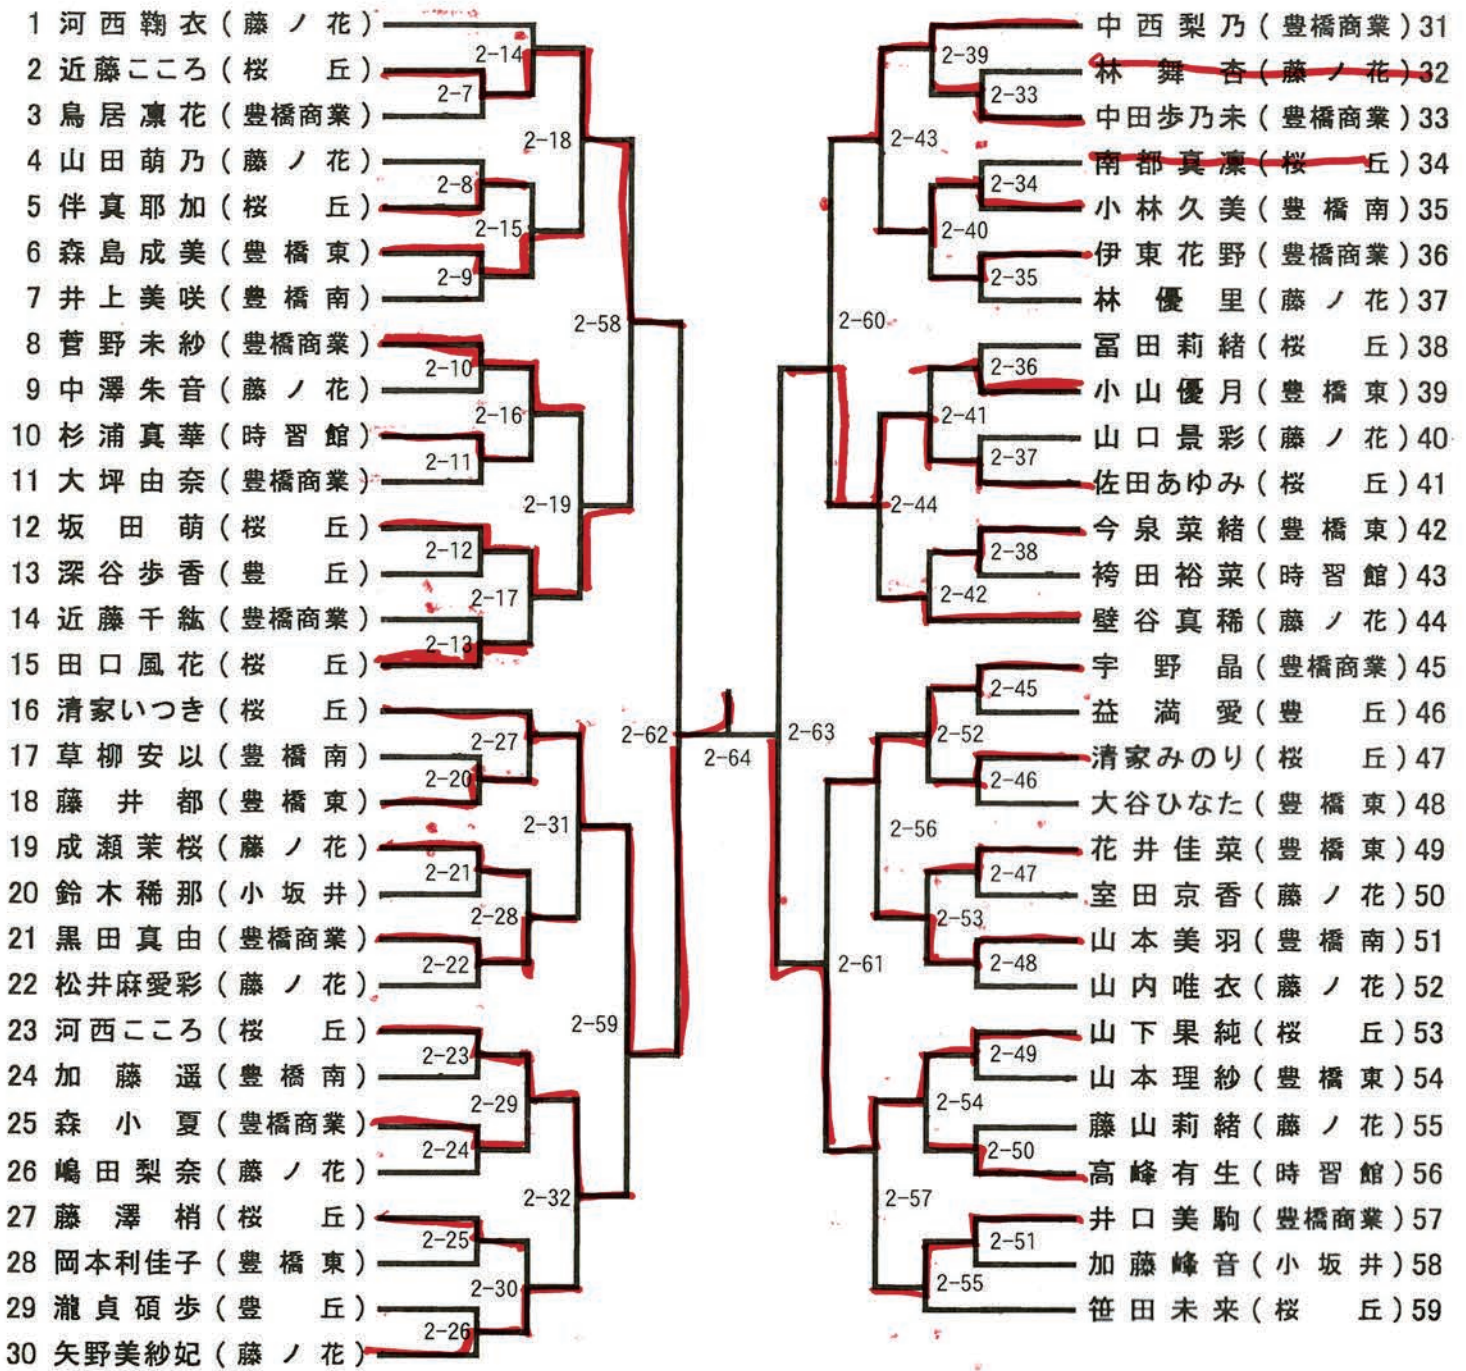 1 河西鞠衣(藤ノ花)
2 近藤こころ(桜丘)
3 鳥居凛花(豊橋商業)
4 山田萌乃(藤ノ花)
5 伴真耶加(桜丘)
6 森島成美(豊橋東)
7 井上美咲(豊橋南)
8 菅野未紗(豊橋商業)
9 中澤朱音(藤ノ花)
10 杉浦真華(時習館)
11 大坪由奈(豊橋商業)
12 坂田萌(桜丘)
13 深谷歩香(豊丘)
14 近藤千紘(豊橋商業)
15 田口風花(桜丘)
16 清家いつき(桜丘)
17 草柳安以(豊橋南)
18 藤井都(豊橋東)
19 成瀬茉桜(藤ノ花)
20 鈴木稀那(小坂井)
21 黒田真由(豊橋商業)
22 松井麻愛彩(藤ノ花)
23 河西こころ(桜丘)
24 加藤遥(豊橋南)
25 森小夏(豊橋商業)
26 嶋田梨奈(藤ノ花)
27 藤澤梢(桜丘)
28 岡本利佳子(豊橋東)
29 瀧貞碩歩(豊丘)
30 矢野美紗妃(藤ノ花)
2-14
2-7
2-18
2-8
2-15
2-9
2-58
2-10
2-16
2-11
2-19
2-12
2-17
2-13
2-62
2-27
2-20
2-31
2-21
2-28
2-22
2-59
2-23
2-29
2-24
2-32
2-25
2-30
2-26
2-64
2-39
2-33
2-43
2-34
2-40
2-35
2-60
2-36
2-41
2-37
2-44
2-38
2-42
2-63
2-45
2-52
2-46
2-56
2-47
2-53
2-48
2-61
2-49
2-54
2-50
2-57
2-51
2-55
中西梨乃(豊橋商業)31
林舞杏(藤ノ花)32
中田歩乃未(豊橋商業)33
南都真凜(桜丘)34
小林久美(豊橋南)35
伊東花野(豊橋商業)36
林優里(藤ノ花)37
冨田莉緒(桜丘)38
小山優月(豊橋東)39
山口景彩(藤ノ花)40
佐田あゆみ(桜丘)41
今泉菜緒(豊橋東)42
袴田裕菜(時習館)43
壁谷真稀(藤ノ花)44
宇野晶(豊橋商業)45
益満愛(豊丘)46
清家みのり(桜丘)47
大谷ひなた(豊橋東)48
花井佳菜(豊橋東)49
室田京香(藤ノ花)50
山本美羽(豊橋南)51
山内唯衣(藤ノ花)52
山下果純(桜丘)53
山本理紗(豊橋東)54
藤山莉緒(藤ノ花)55
高峰有生(時習館)56
井口美駒(豊橋商業)57
加藤峰音(小坂井)58
笹田未来(桜丘)59